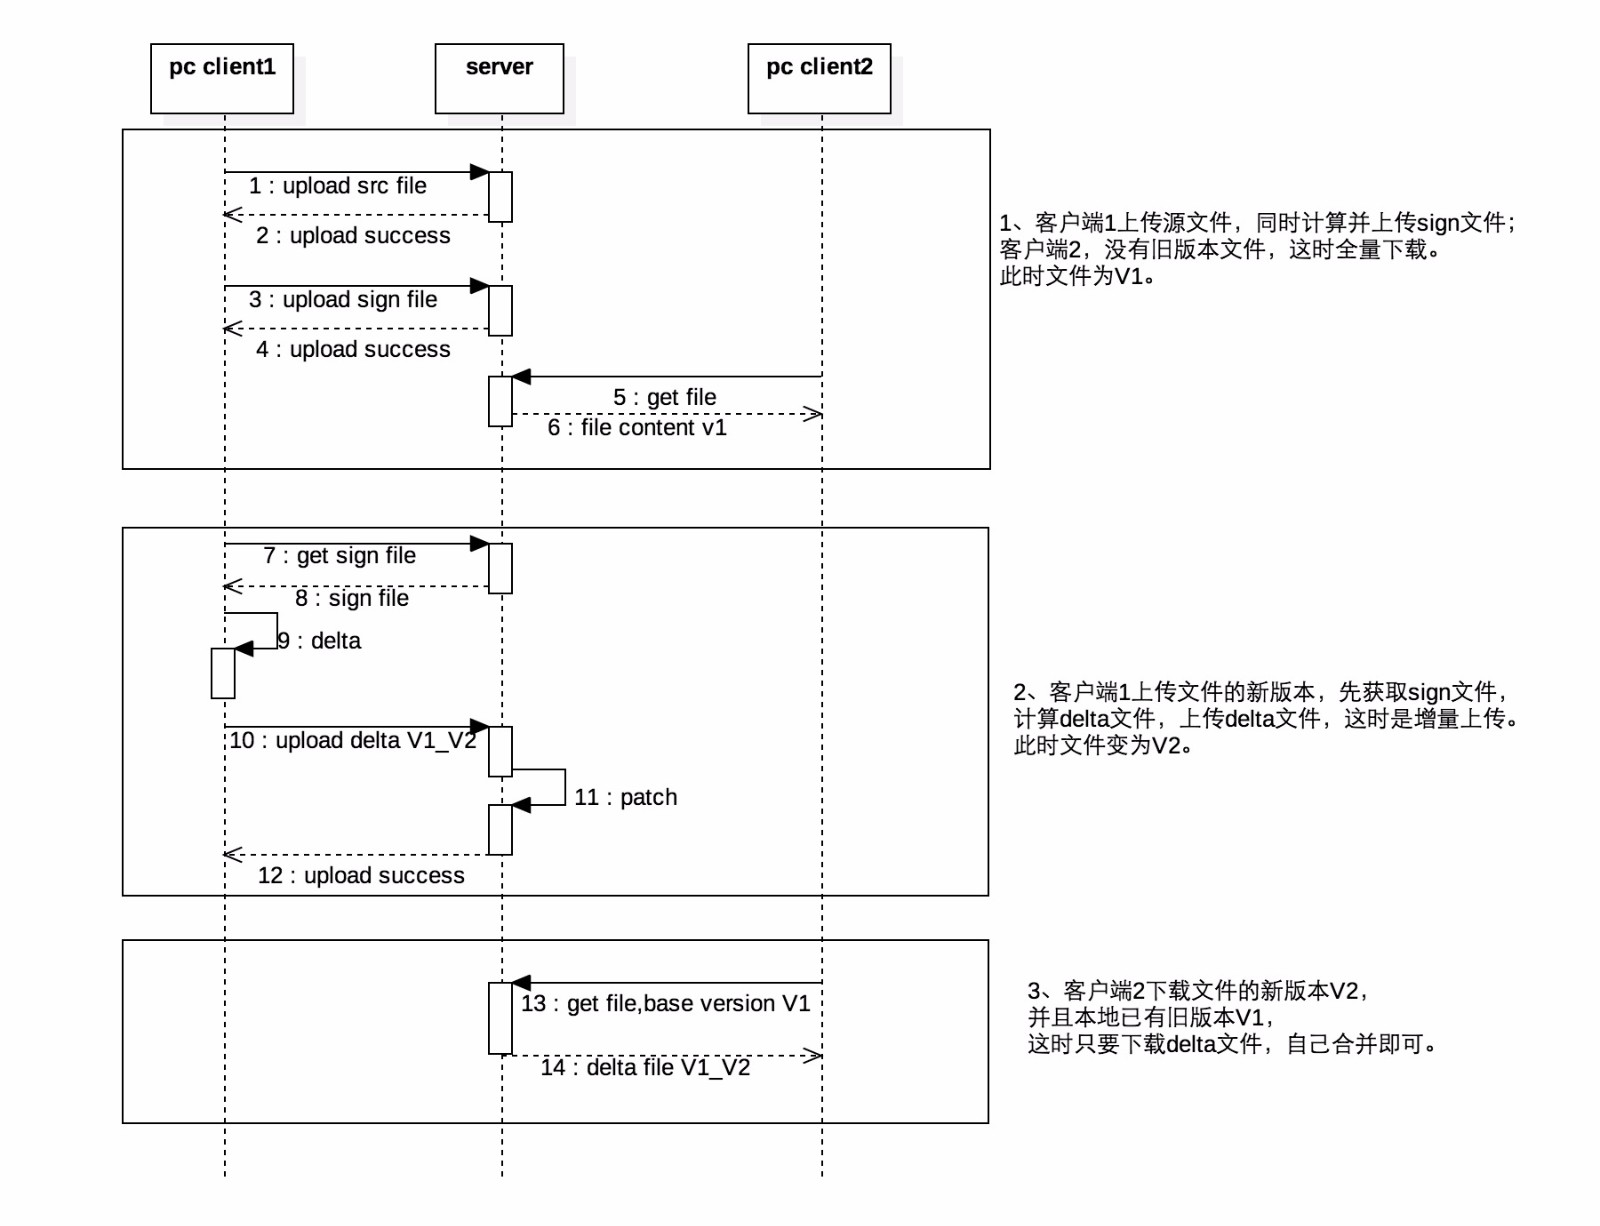 pc client1
server
pc client2
1 : upload src file
2 : upload success
3 : upload sign file
4 : upload success
5 : get file
6 : file content v1
1、客户端1上传源文件，同时计算并上传sign文件；
客户端2，没有旧版本文件，这时全量下载。
此时文件为V1。
7 : get sign file
8 : sign file
9 : delta
10 : upload delta V1_V2
11 : patch
12 : upload success
2、客户端1上传文件的新版本，先获取sign文件，
计算delta文件，上传delta文件，这时是增量上传。
此时文件变为V2。
13 : get file,base version V1
14 : delta file V1_V2
3、客户端2下载文件的新版本V2，
并且本地已有旧版本V1，
这时只要下载delta文件，自己合并即可。